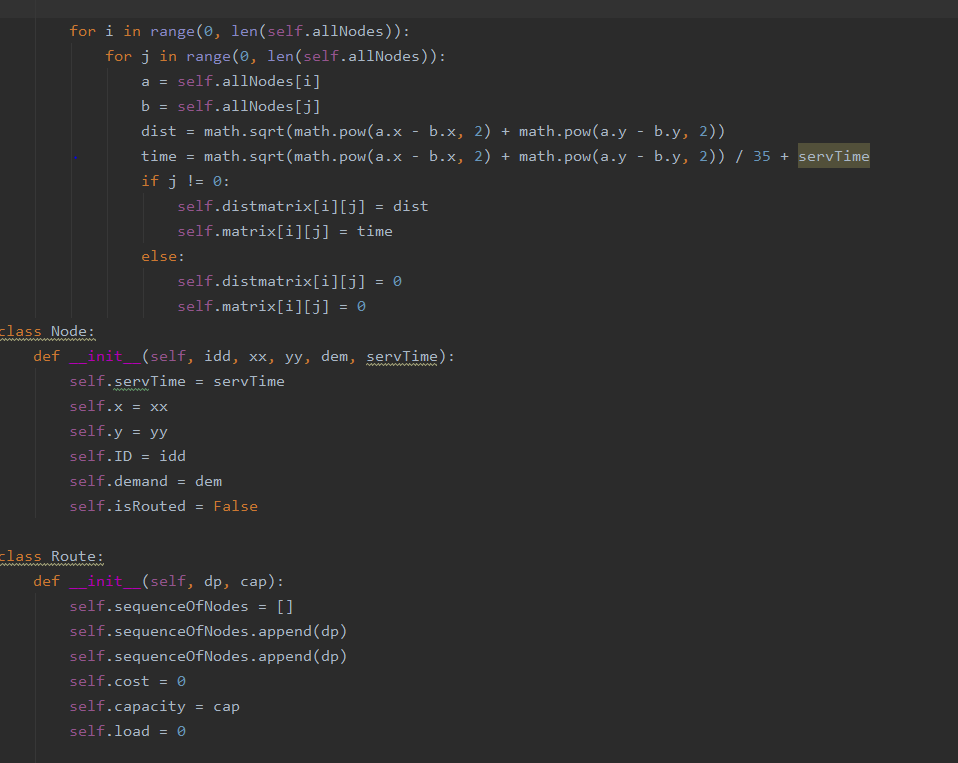 for i in range(0, len(self.allNodes)):
for j in range(0, len(self.allNodes)):
a = self.allNodes[i]
b = self.allNodes[j]
dist = math.sqrt(math.pow(a.x - b.x, 2) + math.pow(a.y - b.y, 2))
time = math.sqrt(math.pow(a.x - b.x, 2) + math.pow(a.y - b.y, 2)) / 35 + servTime
if j != 0:
self.distmatrix[i][j] = dist
self.matrix[i][j] = time
else:
self.distmatrix[i][j] = 0
self.matrix[i][j] = 0
class Node:
def __init__(self, idd, xx, yy, dem, servTime):
self.servTime = servTime
self.x = xx
self.y = yy
self.ID = idd
self.demand = dem
self.isRouted = False
class Route:
def __init__(self, dp, cap):
self.sequenceOfNodes = []
self.sequenceOfNodes.append(dp)
self.sequenceOfNodes.append(dp)
self.cost = 0
self.capacity = cap
self.load = 0